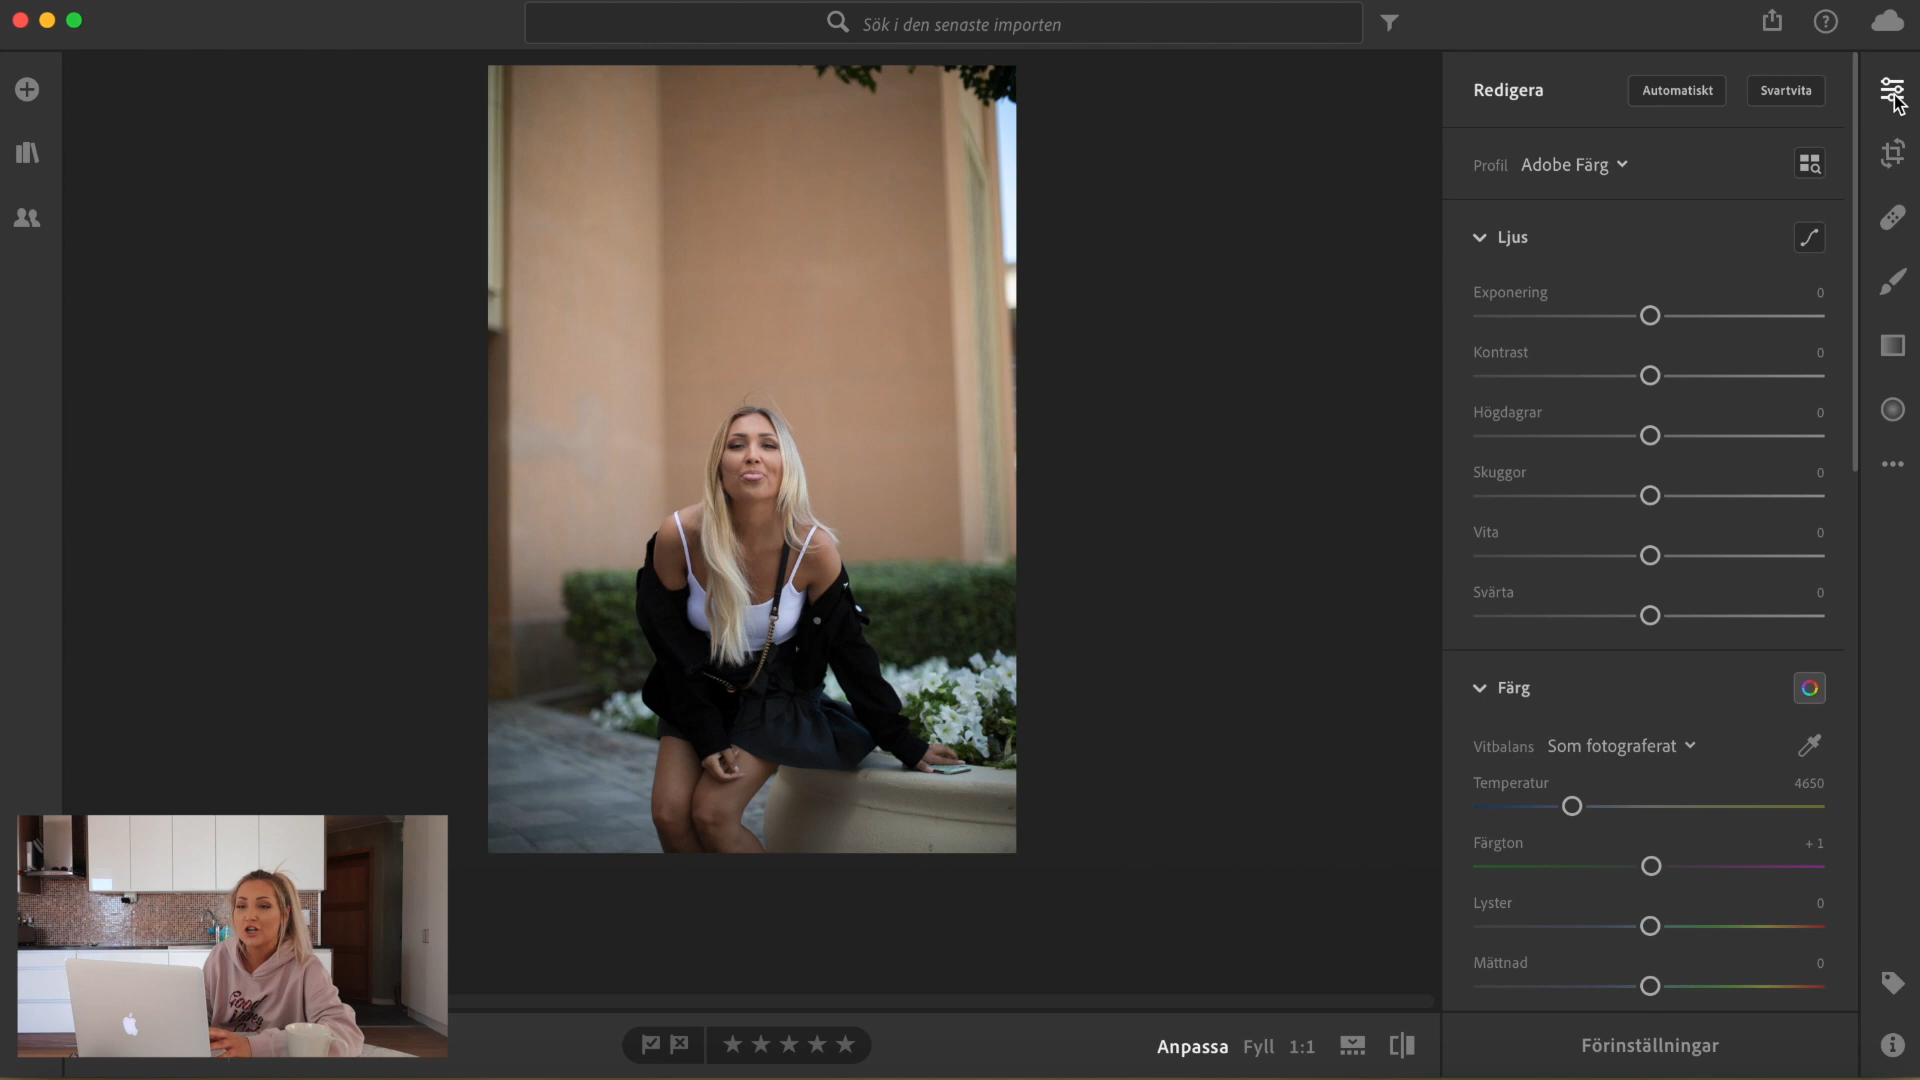 Sök i den senaste importen
Redigera
Automatiskt
Svartvita
Profil Adobe Färg
Ljus
Exponering 0
Kontrast 0
Högdagrar 0
Skuggor 0
Vita 0
Svärta 0
Färg
Vitbalans Som fotograferat
Temperatur 4650
Färgton + 1
Lyster 0
Mättnad 0
Good
Anpassa Fyll 1:1
Förinställningar